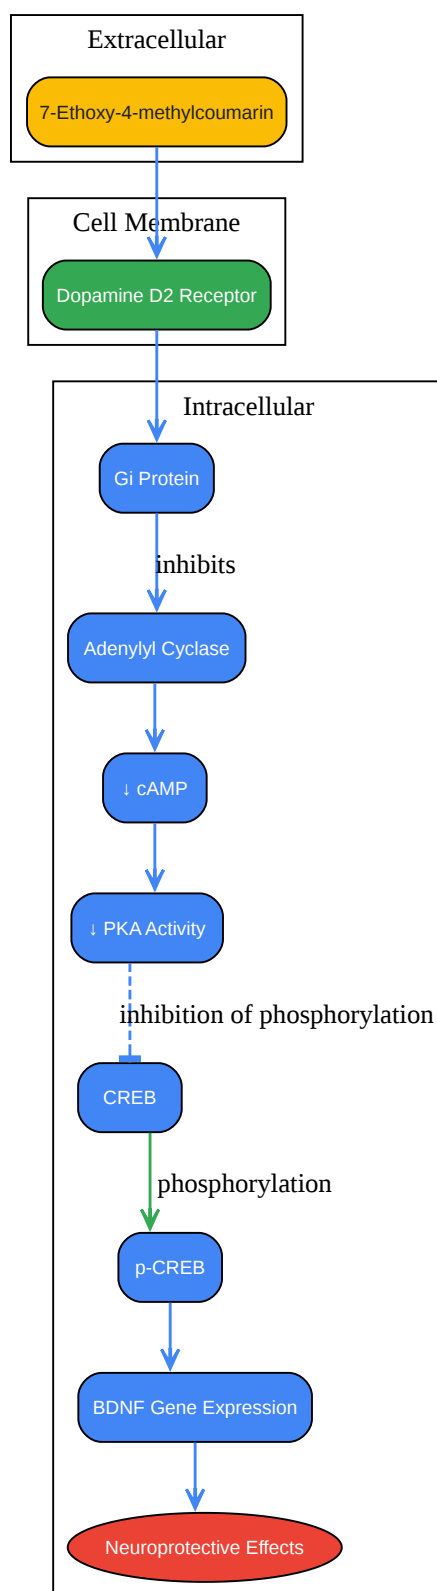 Extracellular
7-Ethoxy-4-methylcoumarin
Cell Membrane
Dopamine D2 Receptor
Intracellular
Gi Protein
inhibits
Adenylyl Cyclase
↓ cAMP
↓ PKA Activity
inhibition of phosphorylation
CREB
phosphorylation
p-CREB
BDNF Gene Expression
Neuroprotective Effects